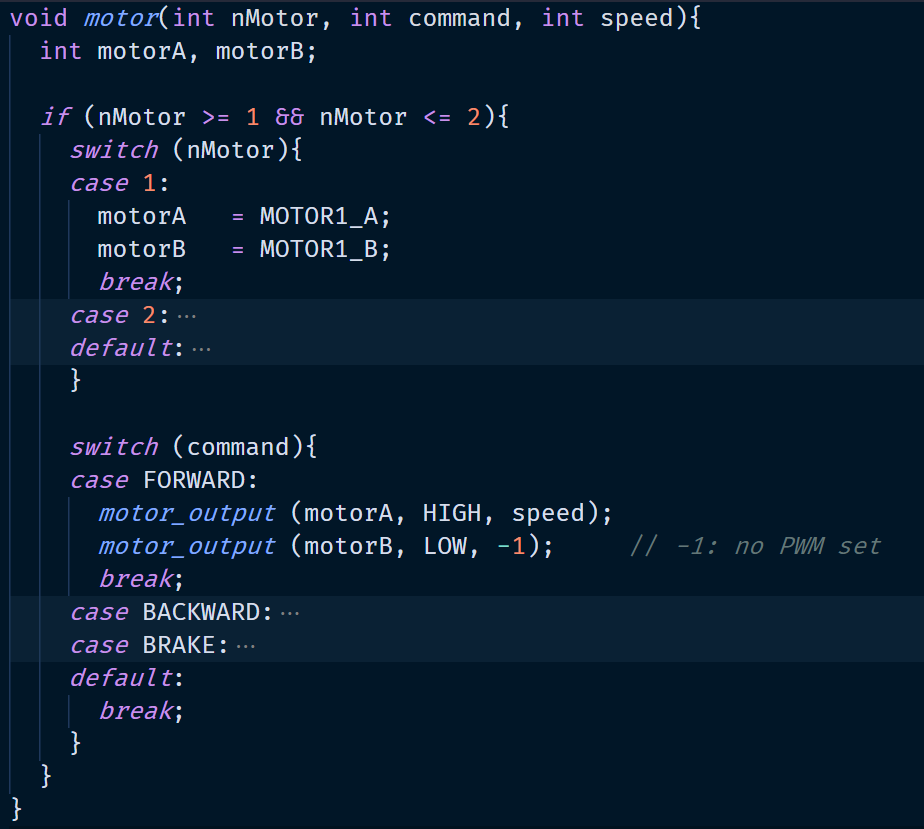 void motor(int nMotor, int command, int speed){
  int motorA, motorB;

  if (nMotor >= 1 && nMotor <= 2){
    switch (nMotor){
    case 1:
      motorA   = MOTOR1_A;
      motorB   = MOTOR1_B;
      break;
    case 2:···
    default:···
    }

    switch (command){
    case FORWARD:
      motor_output (motorA, HIGH, speed);
      motor_output (motorB, LOW, -1);     // -1: no PWM set
      break;
    case BACKWARD:···
    case BRAKE:···
    default:
      break;
    }
  }
}